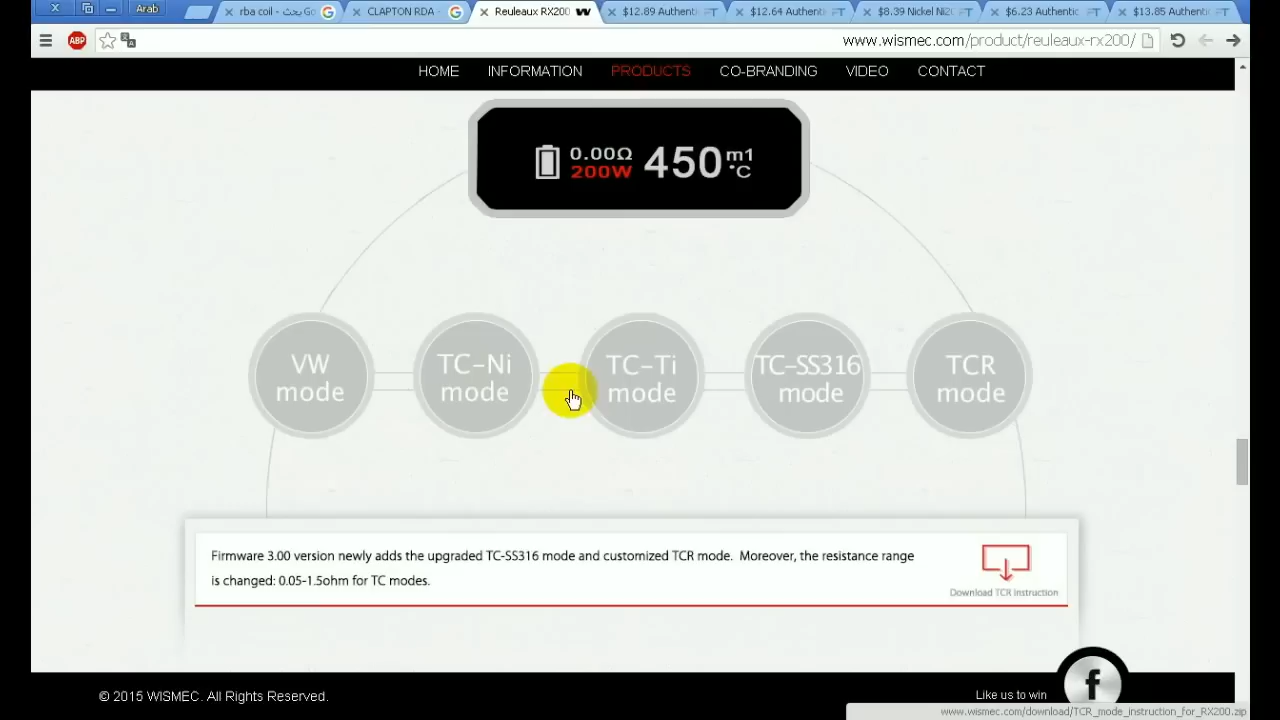 Arab
rba coil - بحث Go
CLAPTON RDA -
Reuleaux RX200
$12.89 Authenti
$12.64 Authenti
$8.39 Nickel Ni20
$6.23 Authentic
$13.85 Authenti
ABP
www.wismec.com/product/reuleaux-rx200/
HOME INFORMATION PRODUCTS CO-BRANDING VIDEO CONTACT
0.00Ω
200W
450
m1
°C
VW
mode
TC-Ni
mode
TC-Ti
mode
TC-SS316
mode
TCR
mode
Firmware 3.00 version newly adds the upgraded TC-SS316 mode and customized TCR mode. Moreover, the resistance range
is changed: 0.05-1.5ohm for TC modes.
Download TCR instruction
© 2015 WISMEC. All Rights Reserved.
Like us to win
f
www.wismec.com/download/TCR_mode_instruction_for_RX200.zip